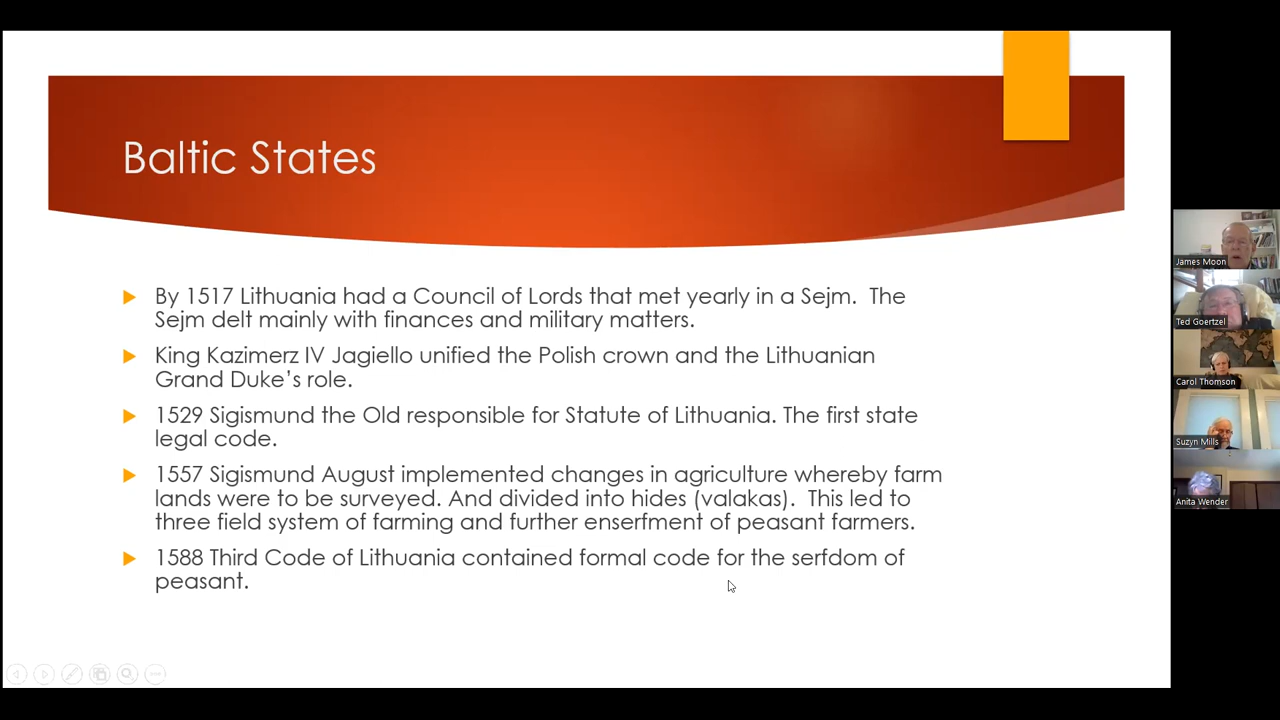 Baltic States
By 1517 Lithuania had a Council of Lords that met yearly in a Sejm.  The
Sejm delt mainly with finances and military matters.
King Kazimerz IV Jagiello unified the Polish crown and the Lithuanian
Grand Duke’s role.
1529 Sigismund the Old responsible for Statute of Lithuania. The first state
legal code.
1557 Sigismund August implemented changes in agriculture whereby farm
lands were to be surveyed. And divided into hides (valakas).  This led to
three field system of farming and further enserfment of peasant farmers.
1588 Third Code of Lithuania contained formal code for the serfdom of
peasant.
James Moon
Ted Goertzel
Carol Thomson
Suzyn Mills
Anita Wender